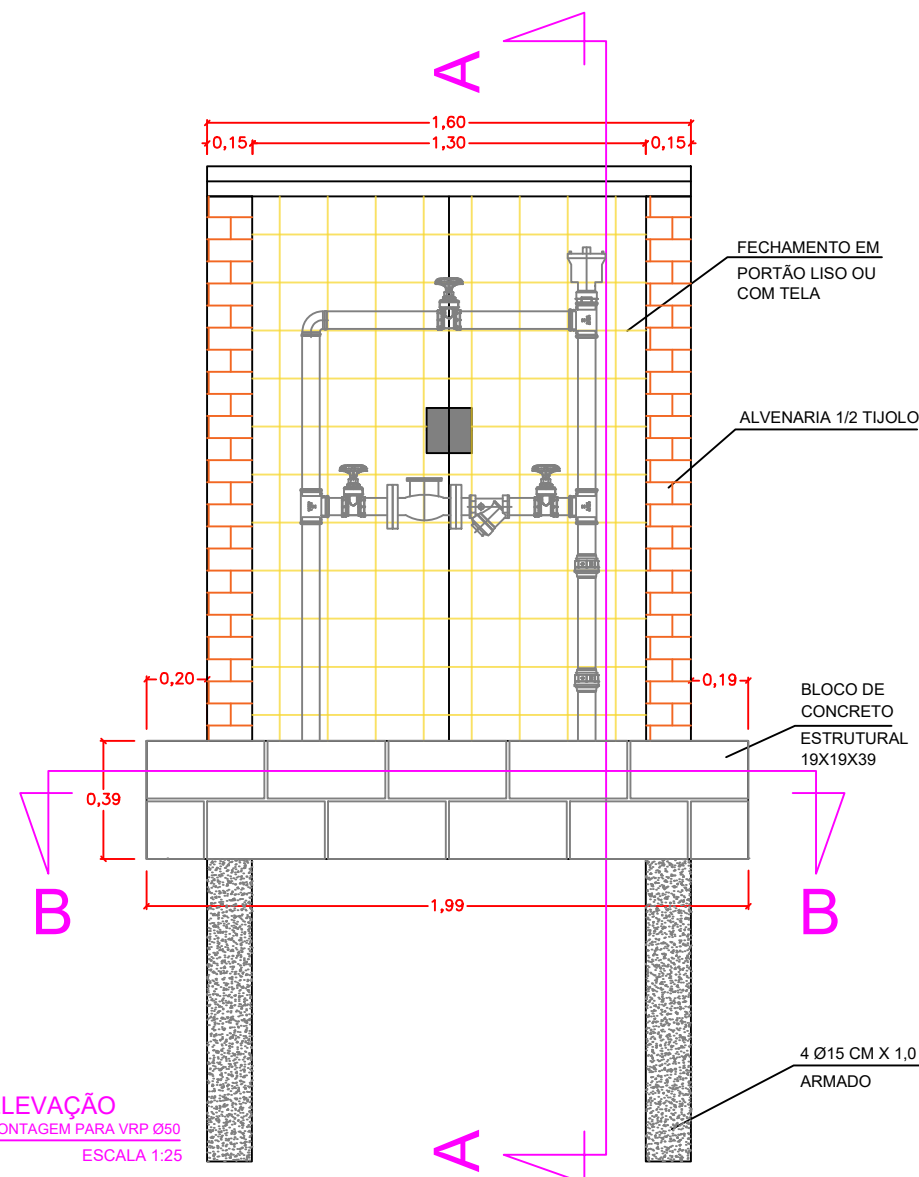 A
1,60
0,15
1,30
0,15
FECHAMENTO EM
PORTÃO LISO OU
COM TELA
ALVENARIA 1/2 TIJOLO
0,20
0,19
BLOCO DE
CONCRETO
ESTRUTURAL
19X19X39
0,39
B
B
1,99
4 Ø15 CM X 1,0
ARMADO
LEVAÇÃO
ONTAGEM PARA VRP Ø50
ESCALA 1:25
A